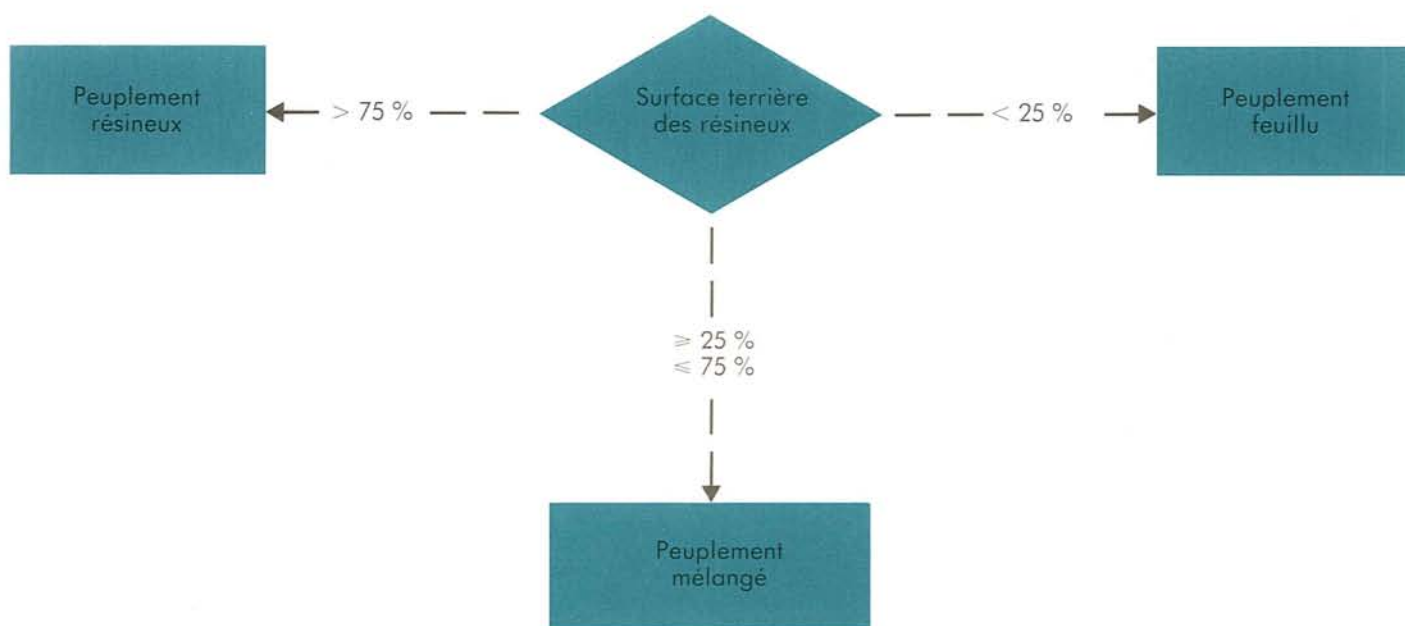 Peuplement
résineux
> 75 %
Surface terrière
des résineux
< 25 %
Peuplement
feuillu
≥ 25 %
≤ 75 %
Peuplement
mélangé